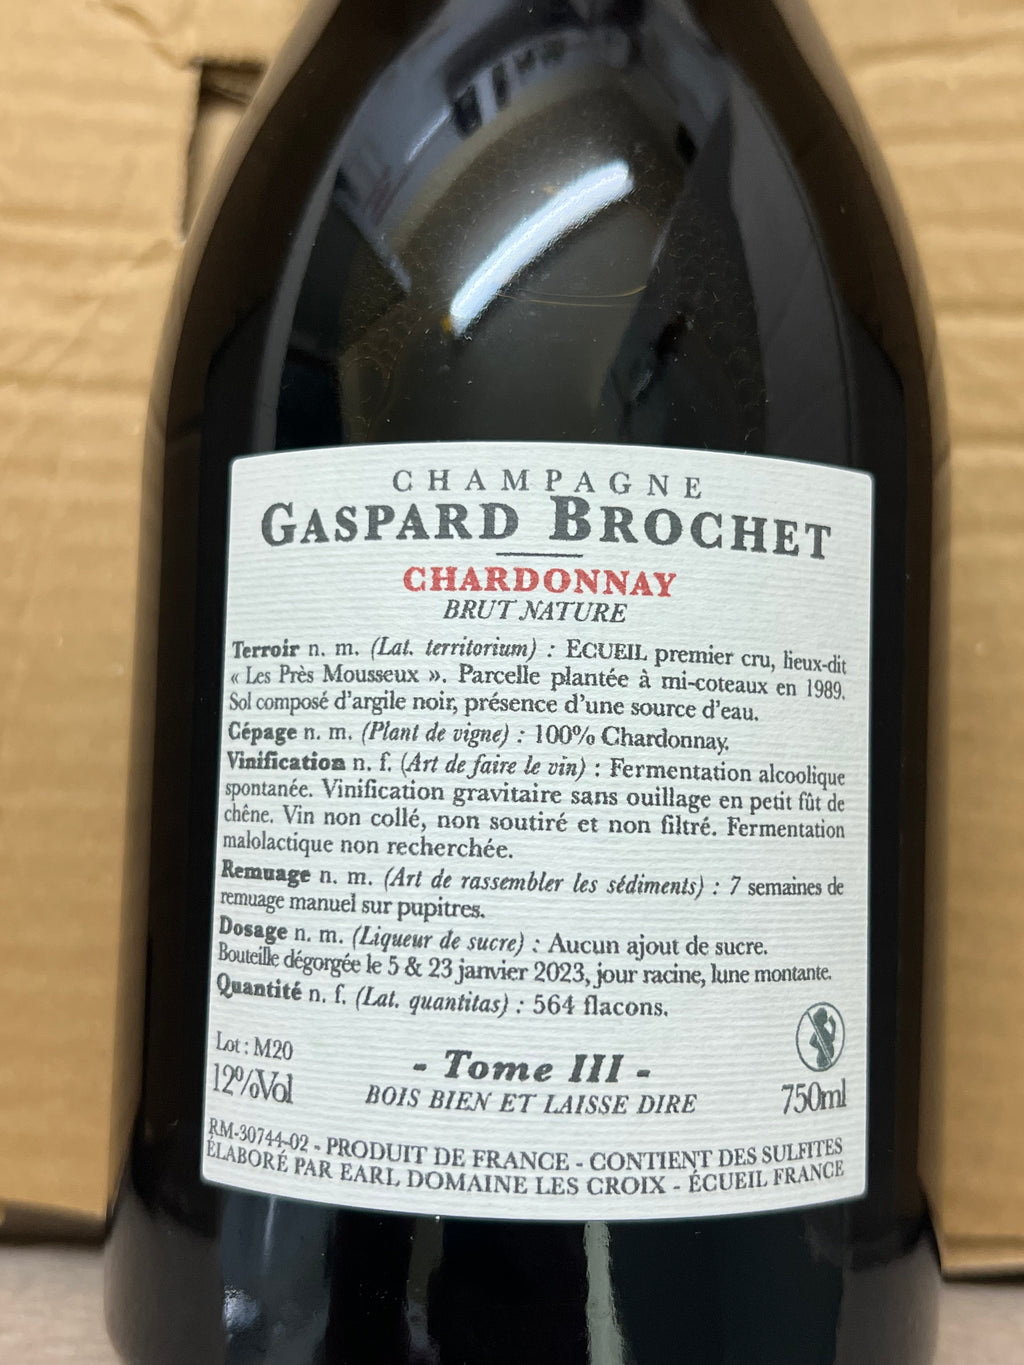 CHAMPAGNE
GASPARD BROCHET
CHARDONNAY
BRUT NATURE
Terroir n. m. (Lat. territorium) : ECUEIL premier cru, lieux-dit
« Les Près Mousseux ». Parcelle plantée à mi-coteaux en 1989.
Sol composé d'argile noir, présence d'une source d'eau.
Cépage n. m. (Plant de vigne) : 100% Chardonnay.
Vinification n. f. (Art de faire le vin) : Fermentation alcoolique
spontanée. Vinification gravitaire sans ouillage en petit fût de
chêne. Vin non collé, non soutiré et non filtré. Fermentation
malolactique non recherchée.
Remuage n. m. (Art de rassembler les sédiments) : 7 semaines de
remuage manuel sur pupitres.
Dosage n. m. (Liqueur de sucre) : Aucun ajout de sucre.
Bouteille dégorgée le 5 & 23 janvier 2023, jour racine, lune montante.
Quantité n. f. (Lat. quantitas) : 564 flacons.
Lot : M20
- Tome III -
12%Vol
BOIS BIEN ET LAISSE DIRE
750ml
RM-30744-02 - PRODUIT DE FRANCE - CONTIENT DES SULFITES
ÉLABORÉ PAR EARL DOMAINE LES CROIX - ÉCUEIL FRANCE